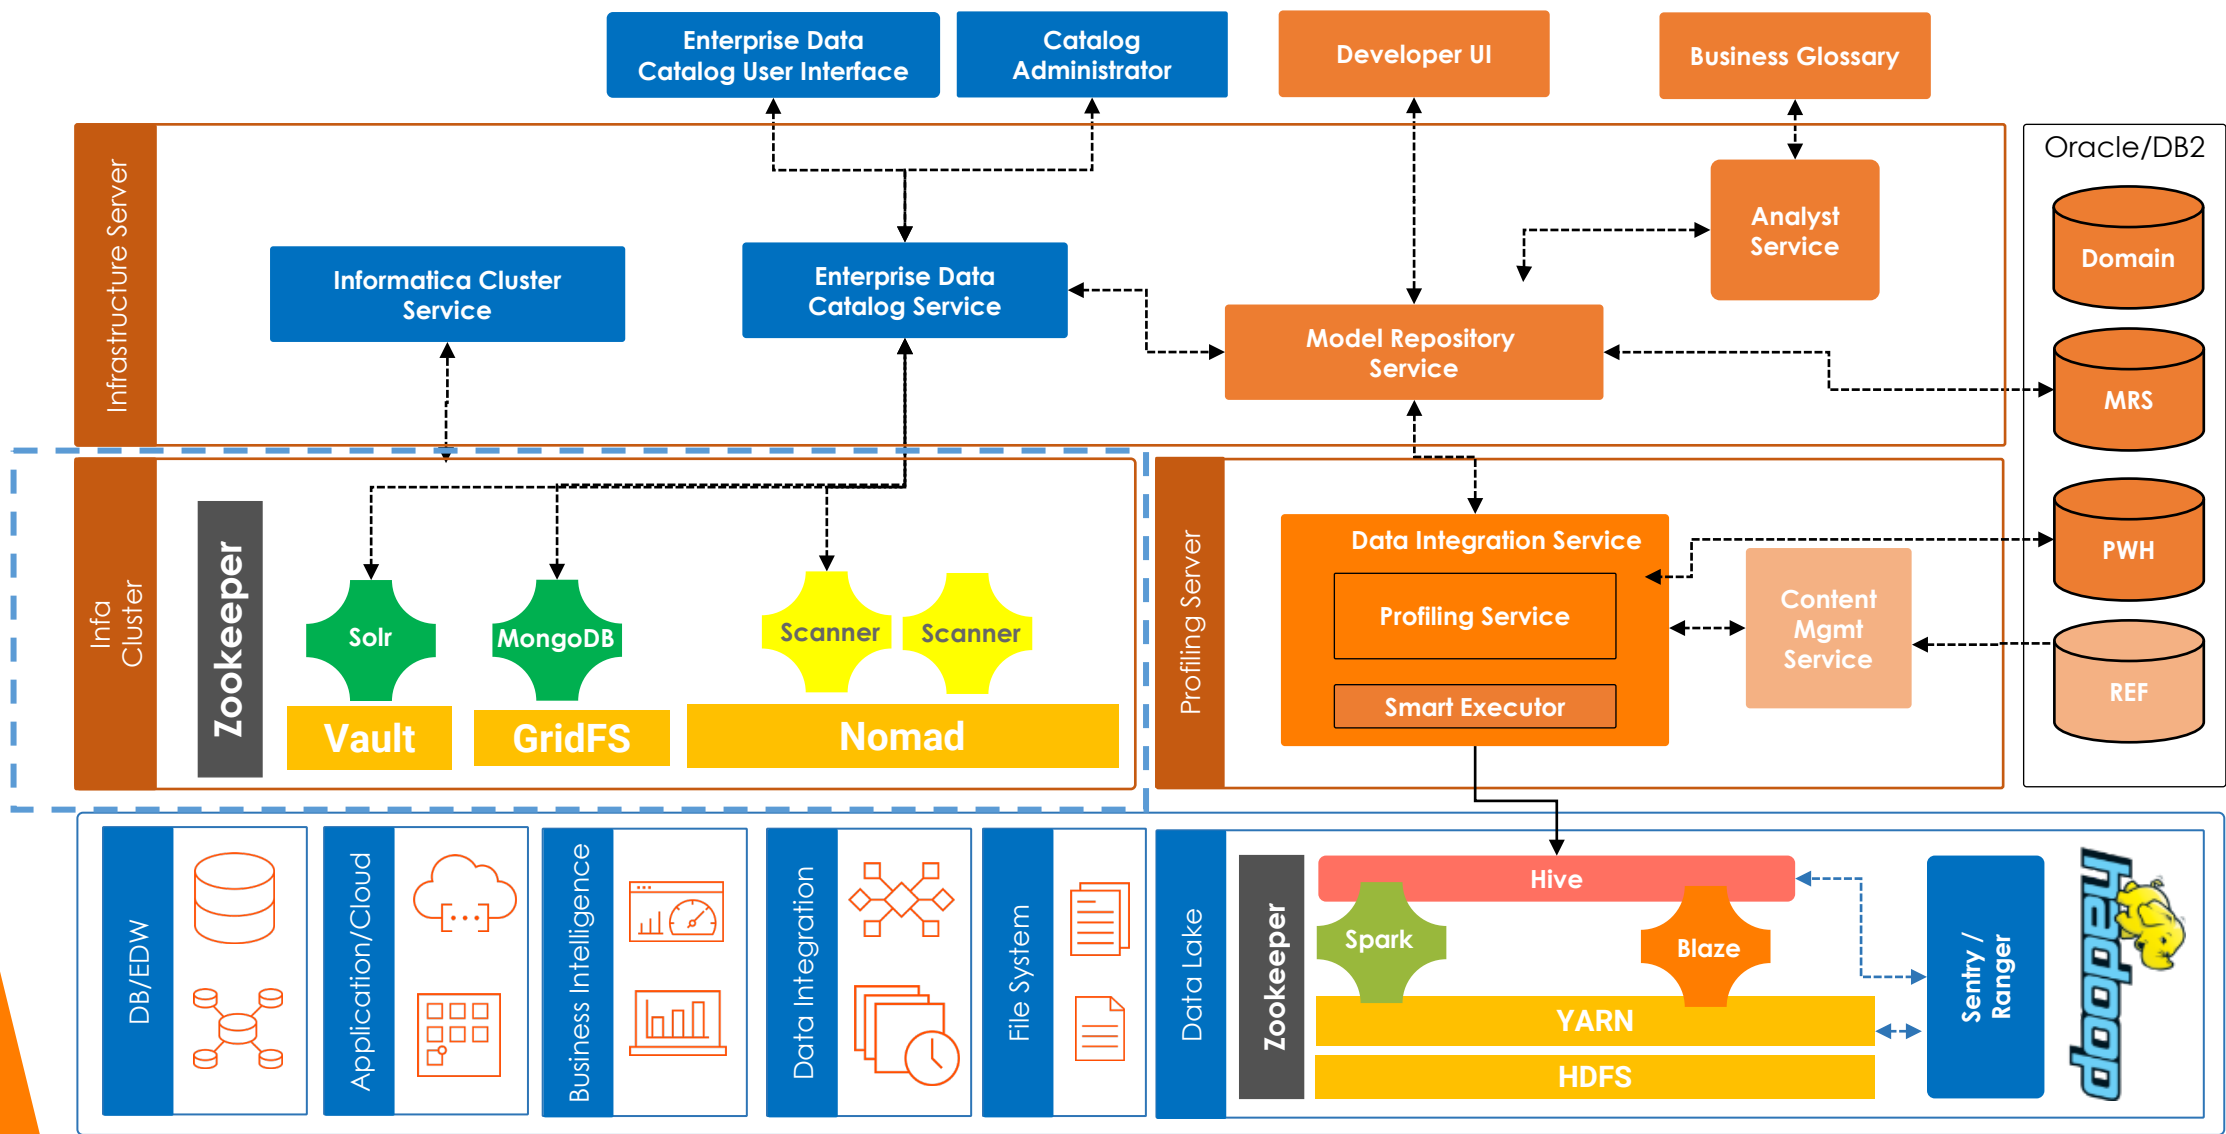 Enterprise Data
Catalog User Interface
Catalog
Administrator
Developer UI
Business Glossary
Infrastructure Server
Oracle/DB2
Analyst
Service
Domain
Informatica Cluster
Service
Enterprise Data
Catalog Service
Model Repository
Service
MRS
Infa
Cluster
Zookeeper
Solr
MongoDB
Scanner
Scanner
Vault
GridFS
Nomad
Profiling Server
Data Integration Service
Profiling Service
Smart Executor
Content
Mgmt
Service
PWH
REF
DB/EDW
Application/Cloud
Business Intelligence
Data Integration
File System
Data Lake
Zookeeper
Hive
Spark
Blaze
YARN
HDFS
Sentry /
Ranger
hadoop